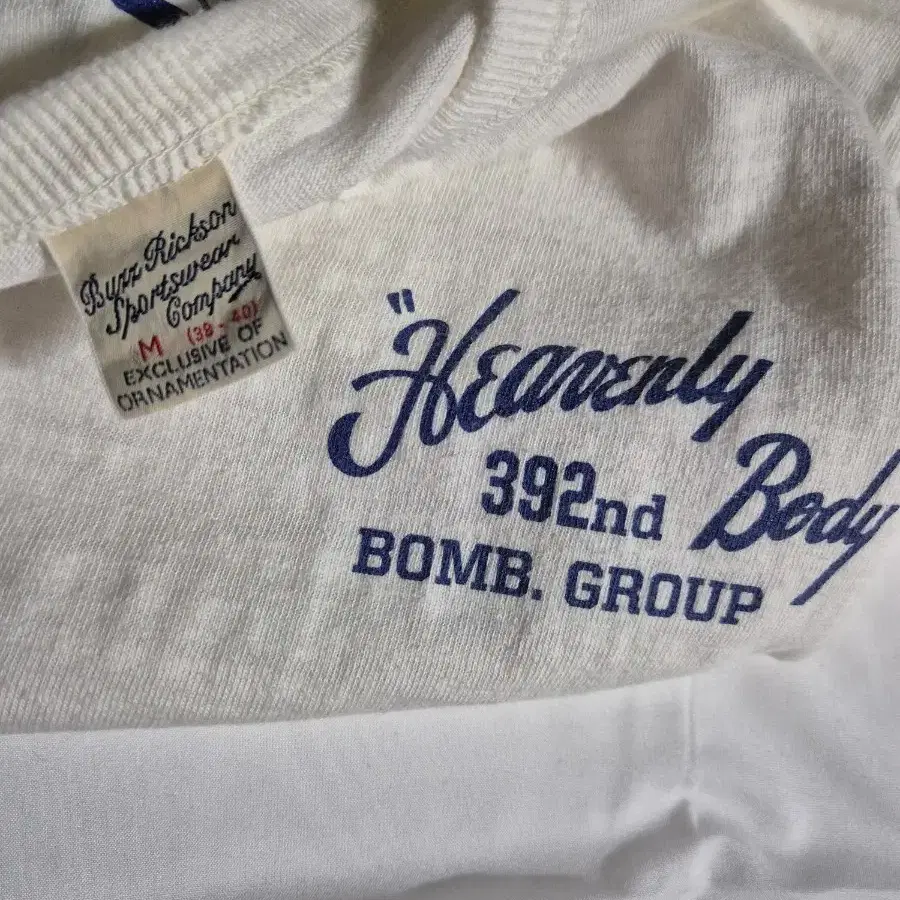 Buzz Rickson
Sportswear
Company
M (38-40)
EXCLUSIVE OF
ORNAMENTATION
"Heavenly
Body
392nd
BOMB. GROUP